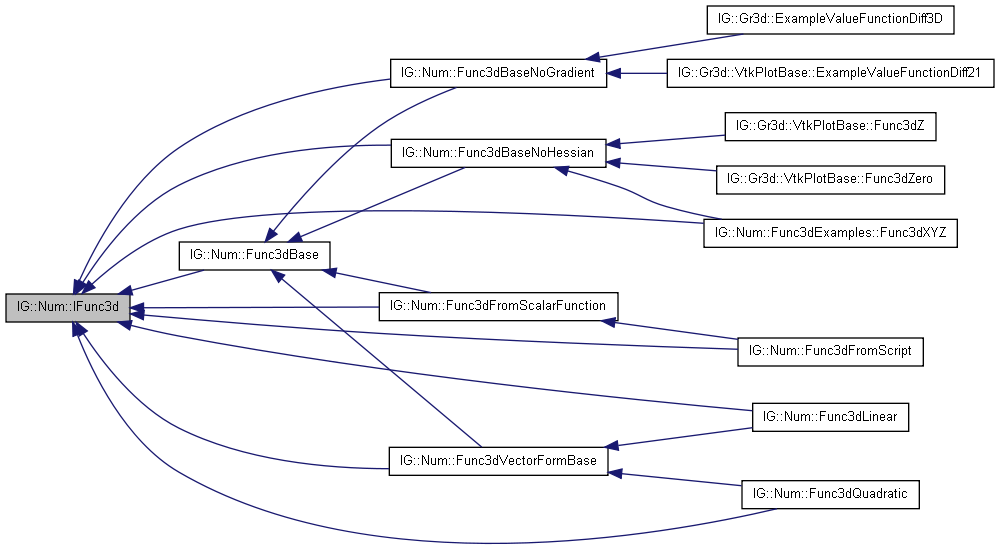 IG::Gr3d::ExampleValueFunctionDiff3D
IG::Num::Func3dBaseNoGradient
IG::Gr3d::VtkPlotBase::ExampleValueFunctionDiff21
IG::Gr3d::VtkPlotBase::Func3dZ
IG::Num::Func3dBaseNoHessian
IG::Gr3d::VtkPlotBase::Func3dZero
IG::Num::Func3dExamples::Func3dXYZ
IG::Num::Func3dBase
IG::Num::IFunc3d
IG::Num::Func3dFromScalarFunction
IG::Num::Func3dFromScript
IG::Num::Func3dLinear
IG::Num::Func3dVectorFormBase
IG::Num::Func3dQuadratic